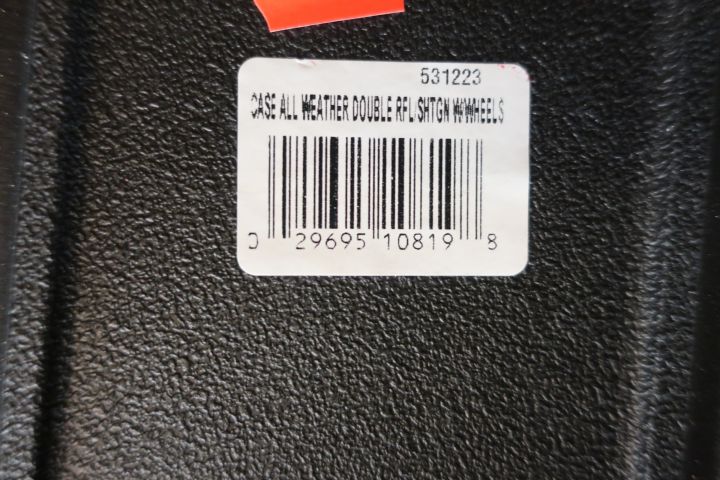 531223
CASE ALL WEATHER DOUBLE RFL/SHTGN W/WHEELS
0 29695 10819 8